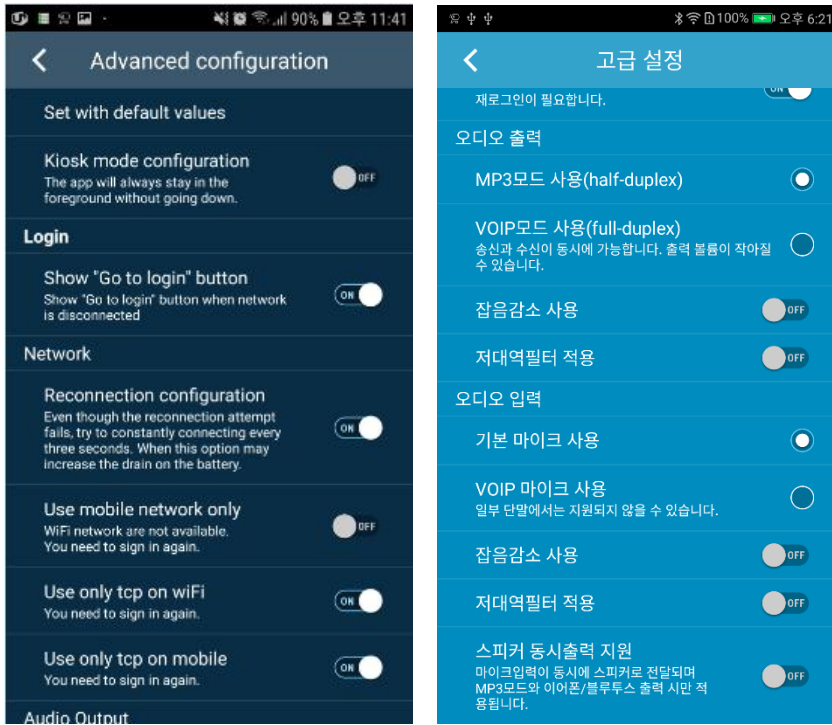 90% 오후 11:41
Advanced configuration
Set with default values
Kiosk mode configuration
The app will always stay in the
foreground without going down.
OFF
Login
Show "Go to login" button
Show "Go to login" button when network
is disconnected
ON
Network
Reconnection configuration
Even though the reconnection attempt
fails, try to constantly connecting every
three seconds. When this option may
increase the drain on the battery.
ON
Use mobile network only
WiFi network are not available.
You need to sign in again.
OFF
Use only tcp on wiFi
You need to sign in again.
ON
Use only tcp on mobile
You need to sign in again.
ON
Audio Output
100% 오후 6:21
고급 설정
재로그인이 필요합니다.
ON
오디오 출력
MP3모드 사용(half-duplex)
VOIP모드 사용(full-duplex)
송신과 수신이 동시에 가능합니다. 출력 볼륨이 작아질
수 있습니다.
잡음감소 사용
OFF
저대역필터 적용
OFF
오디오 입력
기본 마이크 사용
VOIP 마이크 사용
일부 단말에서는 지원되지 않을 수 있습니다.
잡음감소 사용
OFF
저대역필터 적용
OFF
스피커 동시출력 지원
마이크입력이 동시에 스피커로 전달되며
MP3모드와 이어폰/블루투스 출력 시만 적
용됩니다.
OFF